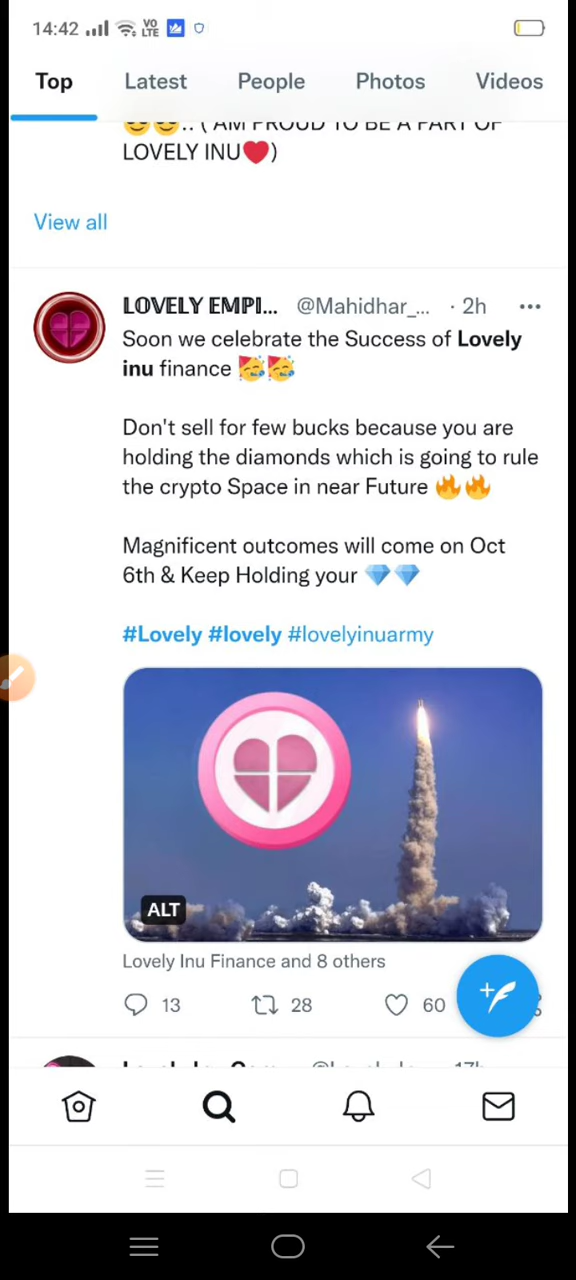 14:42
VO
LTE
Top Latest People Photos Videos
😊😊.. ( AM PROUD TO BE A PART OF
LOVELY INU❤️)
View all
LOVELY EMPI... @Mahidhar_... · 2h
Soon we celebrate the Success of Lovely
inu finance 🥳🥳
Don't sell for few bucks because you are
holding the diamonds which is going to rule
the crypto Space in near Future 🔥🔥
Magnificent outcomes will come on Oct
6th & Keep Holding your 💎💎
#Lovely #lovely #lovelyinuarmy
ALT
Lovely Inu Finance and 8 others
13 28 60
17h